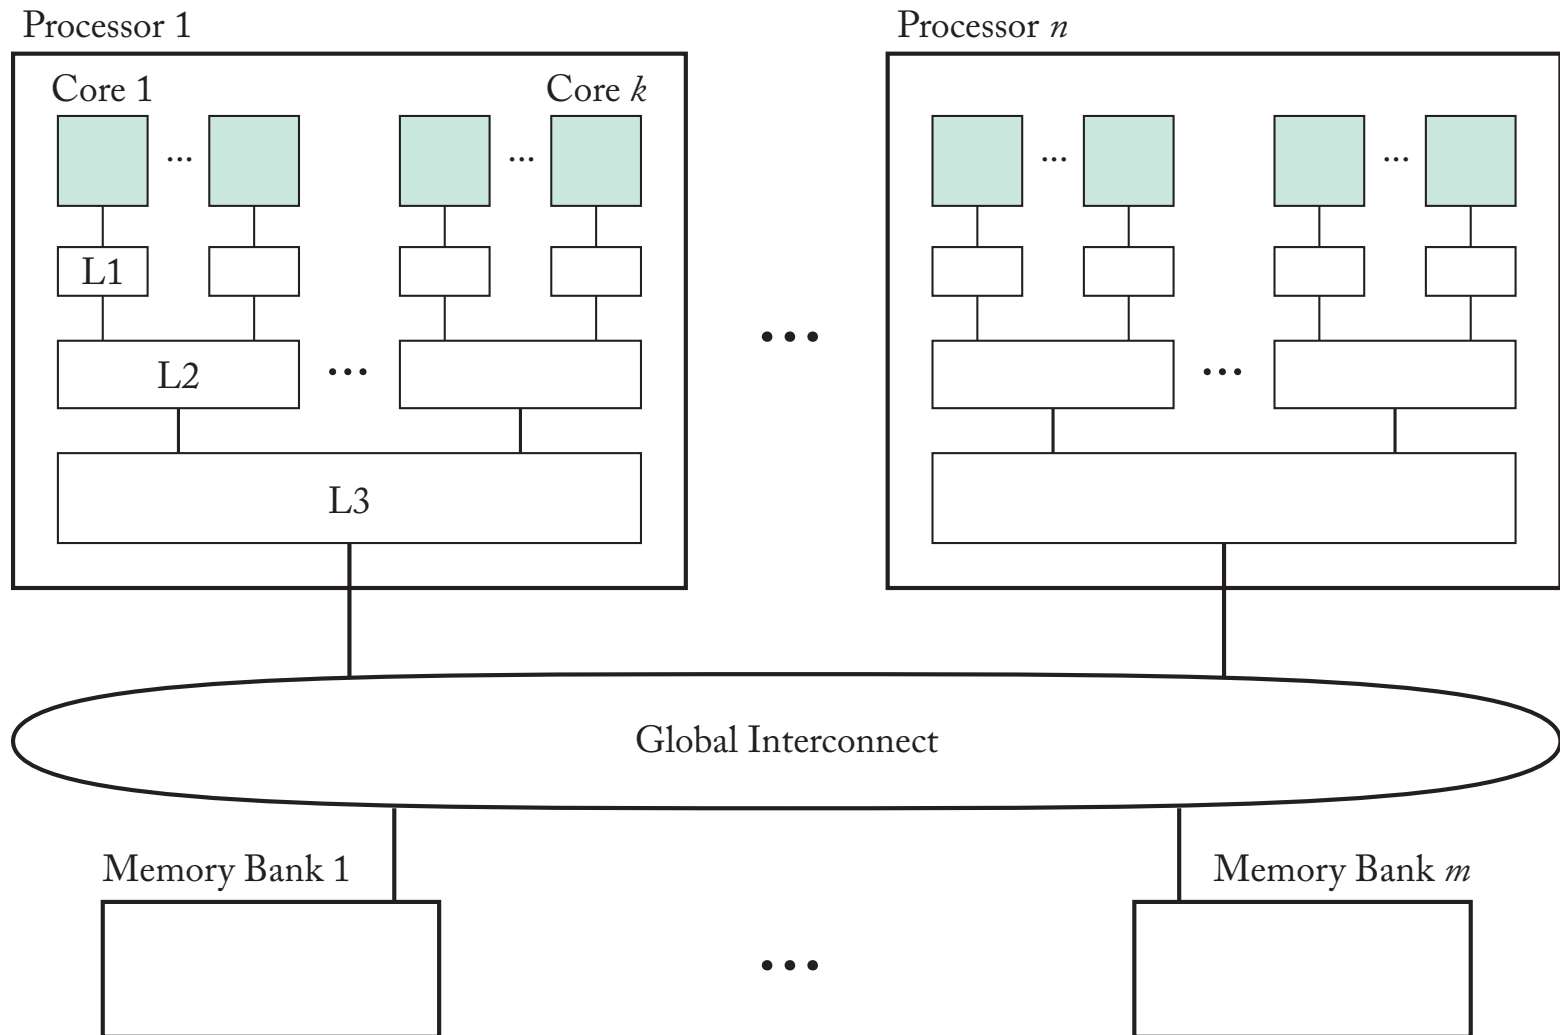 Processor 1
Processor n
Core 1
Core k
...
...
...
...
L1
...
L2
...
...
L3
Global Interconnect
Memory Bank 1
Memory Bank m
...